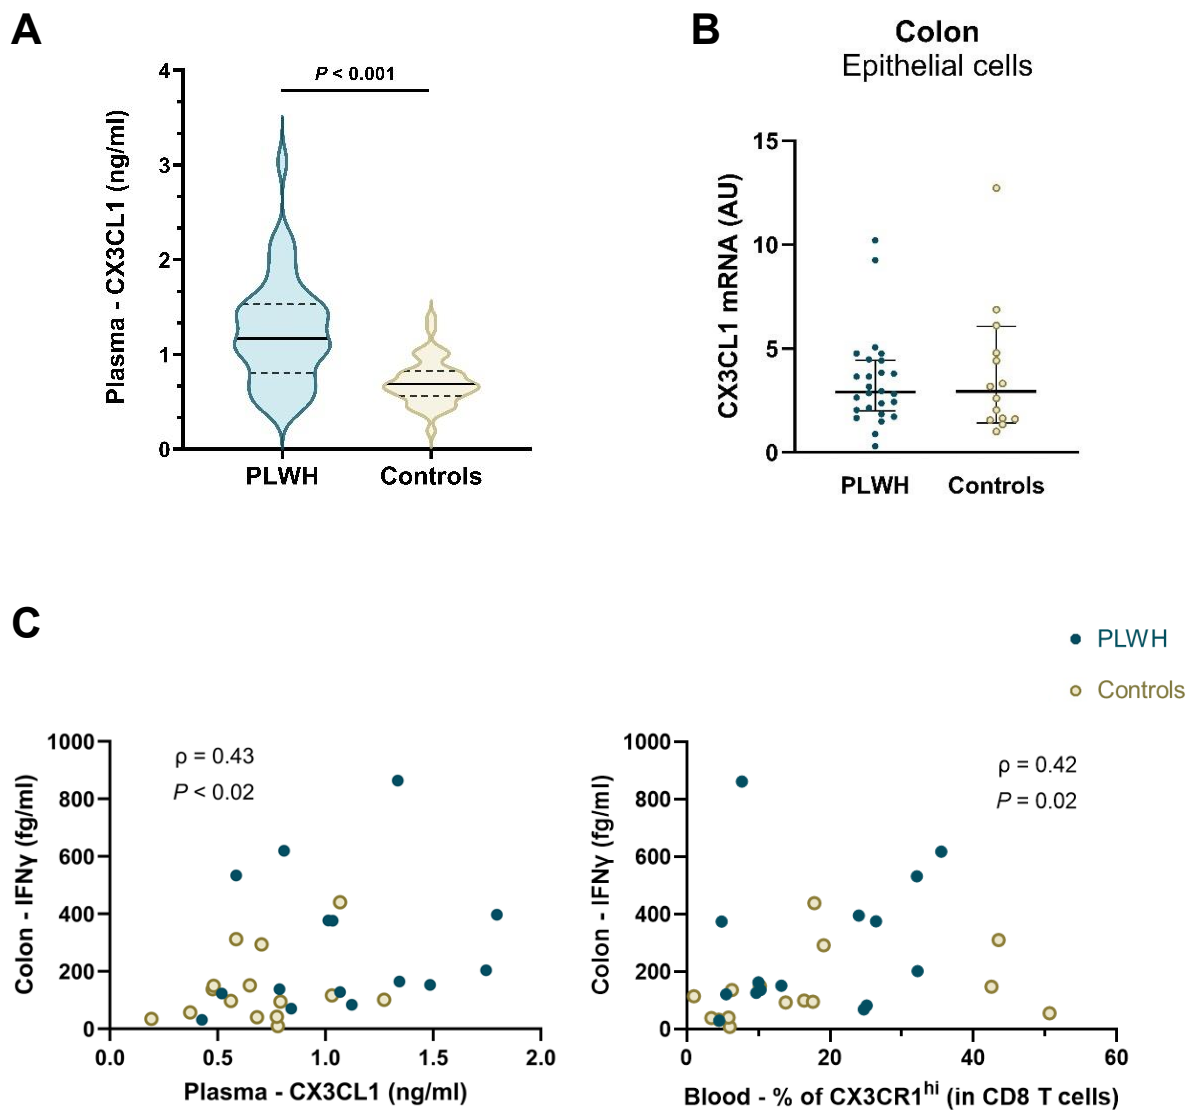 A
P < 0.001
Plasma - CX3CL1 (ng/ml)
4
3
2
1
0
PLWH
Controls
B
Colon
Epithelial cells
CX3CL1 mRNA (AU)
15
10
5
0
PLWH
Controls
C
PLWH
Controls
ρ = 0.43
P < 0.02
Colon - IFNγ (fg/ml)
1000
800
600
400
200
0
0.0
0.5
1.0
1.5
2.0
Plasma - CX3CL1 (ng/ml)
ρ = 0.42
P = 0.02
Colon - IFNγ (fg/ml)
1000
800
600
400
200
0
0
20
40
60
Blood - % of CX3CR1hi (in CD8 T cells)